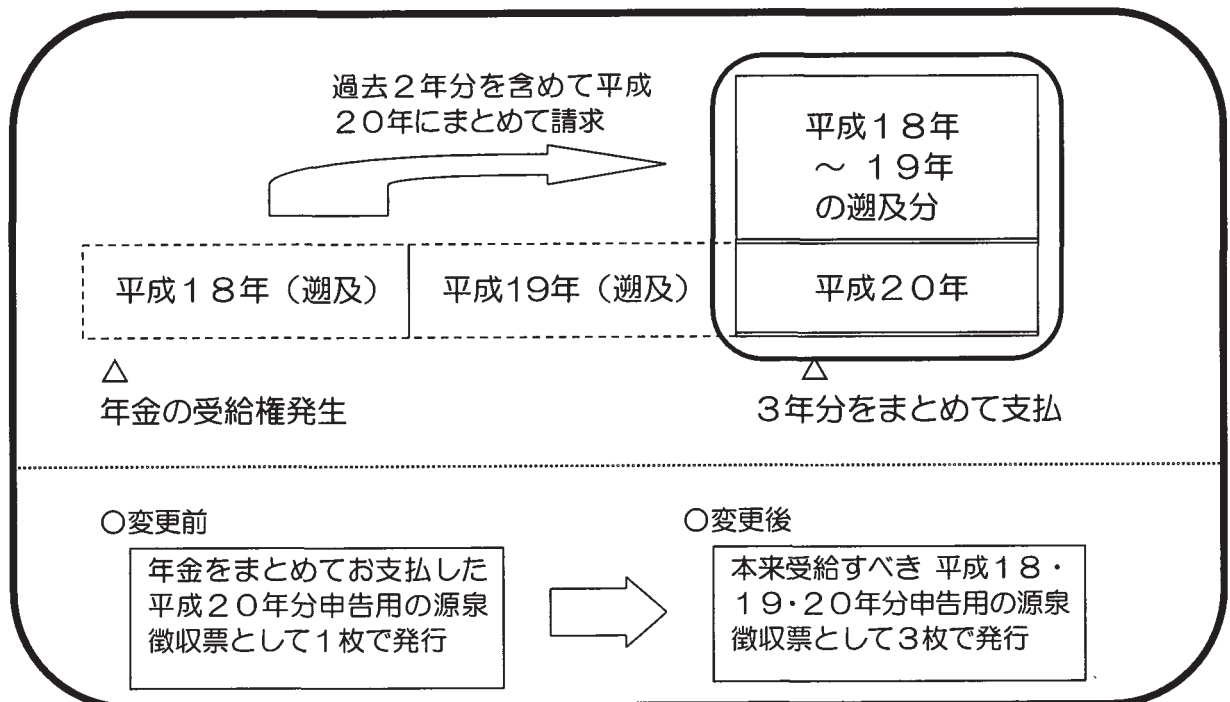 過去２年分を含めて平成
２０年にまとめて請求
平成１８年
～ １９年
の遡及分
平成１８年（遡及）
平成19年（遡及）
平成２０年
△
△
年金の受給権発生
３年分をまとめて支払
○変更前
○変更後
年金をまとめてお支払した
平成２０年分申告用の源泉
徴収票として１枚で発行
本来受給すべき 平成１８・
１９・２０年分申告用の源泉
徴収票として３枚で発行